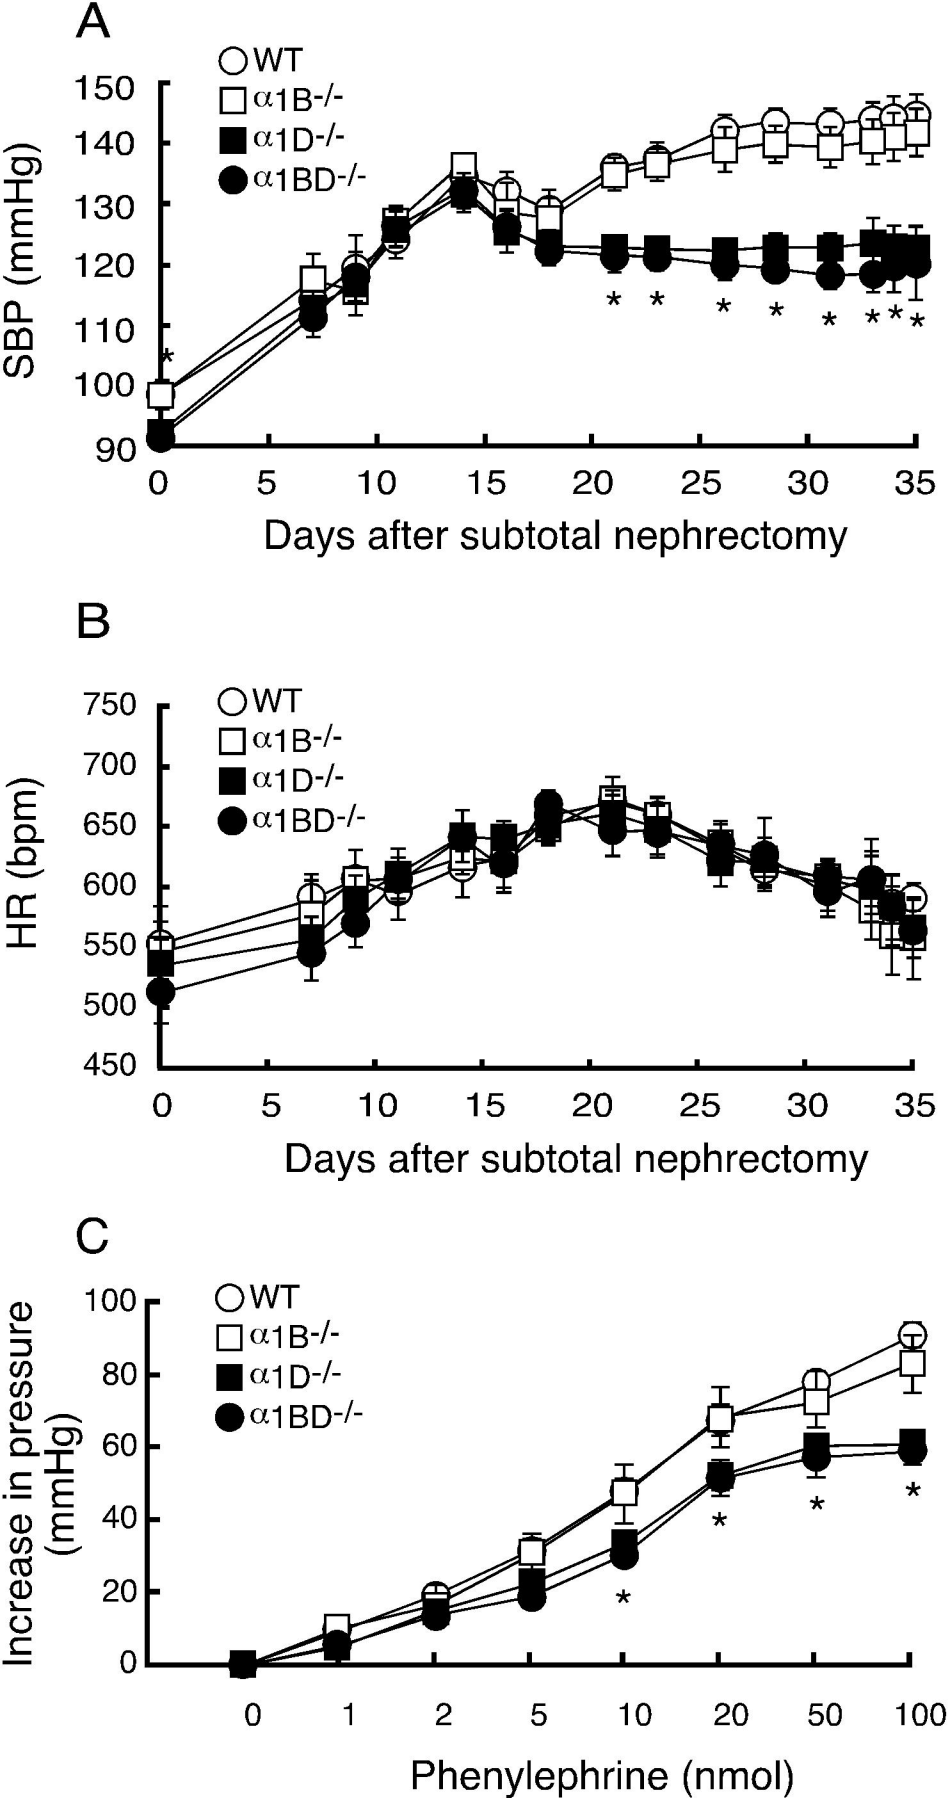 A
WT
α1B-/-
α1D-/-
α1BD-/-
150
140
130
120
110
100
90
SBP (mmHg)
*
* * * * * * * *
0 5 10 15 20 25 30 35
Days after subtotal nephrectomy
B
WT
α1B-/-
α1D-/-
α1BD-/-
750
700
650
600
550
500
450
HR (bpm)
0 5 10 15 20 25 30 35
Days after subtotal nephrectomy
C
WT
α1B-/-
α1D-/-
α1BD-/-
100
80
60
40
20
0
Increase in pressure
(mmHg)
* * * *
0 1 2 5 10 20 50 100
Phenylephrine (nmol)